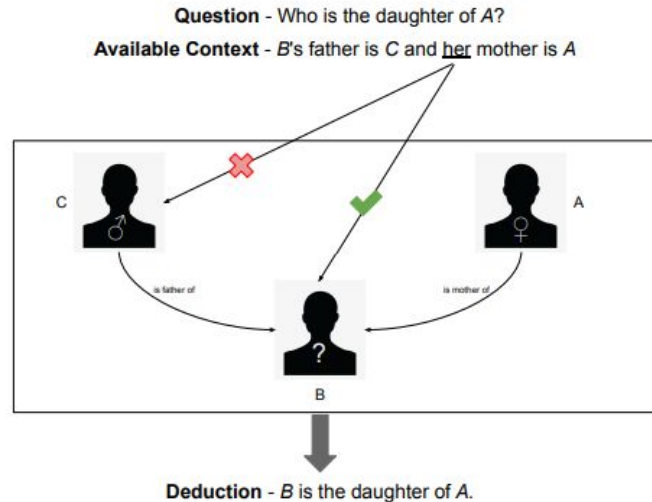 Question - Who is the daughter of A?
Available Context - B's father is C and her mother is A
C
A
is father of
is mother of
?
B
Deduction - B is the daughter of A.